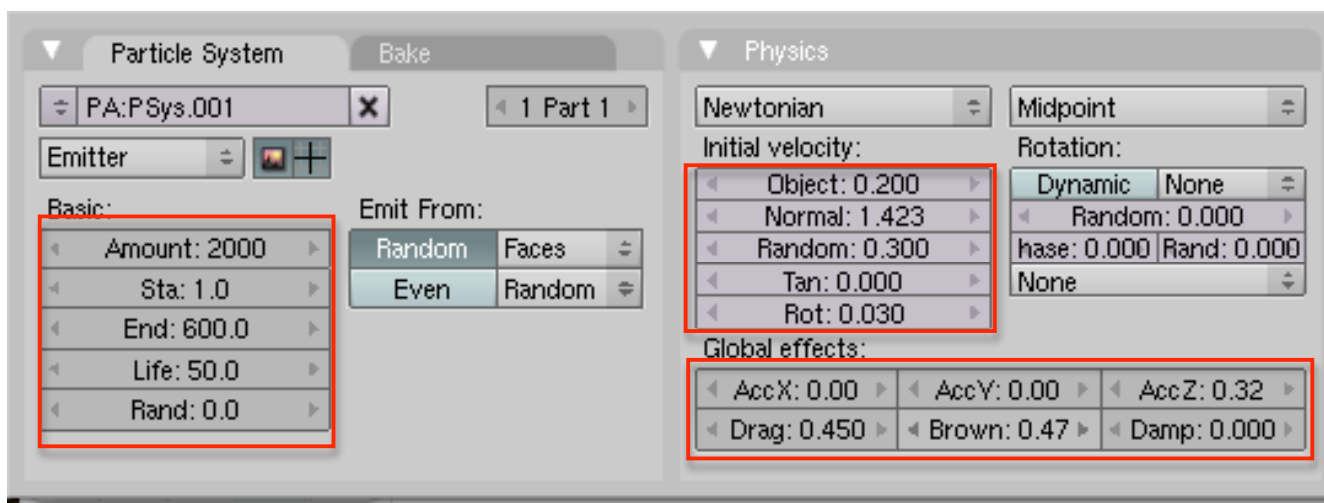 Particle System
Bake
PA:PSys.001
1 Part 1
Emitter
Basic:
Amount: 2000
Sta: 1.0
End: 600.0
Life: 50.0
Rand: 0.0
Emit From:
Random
Faces
Even
Random
Physics
Newtonian
Midpoint
Initial velocity:
Object: 0.200
Normal: 1.423
Random: 0.300
Tan: 0.000
Rot: 0.030
Rotation:
Dynamic
None
Random: 0.000
hase: 0.000
Rand: 0.000
None
Global effects:
AccX: 0.00
AccY: 0.00
AccZ: 0.32
Drag: 0.450
Brown: 0.47
Damp: 0.000